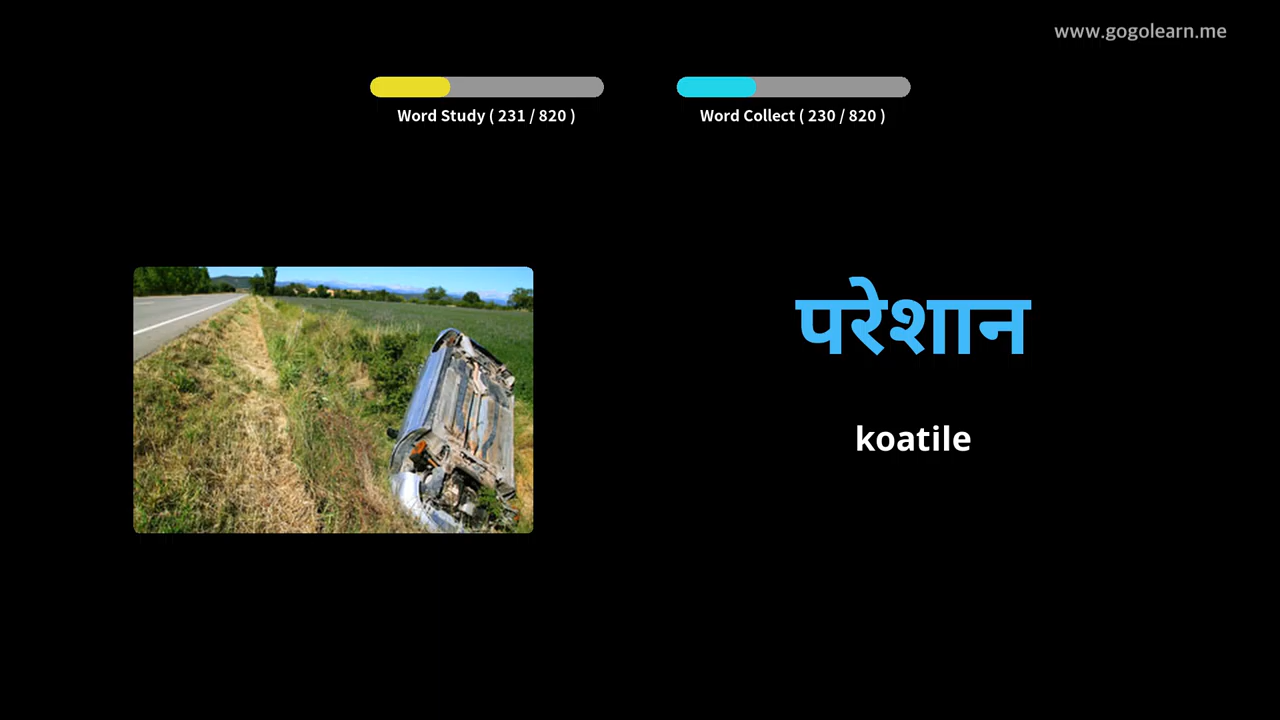 www.gogolearn.me
Word Study ( 231 / 820 )
Word Collect ( 230 / 820 )
परेशान
koatile